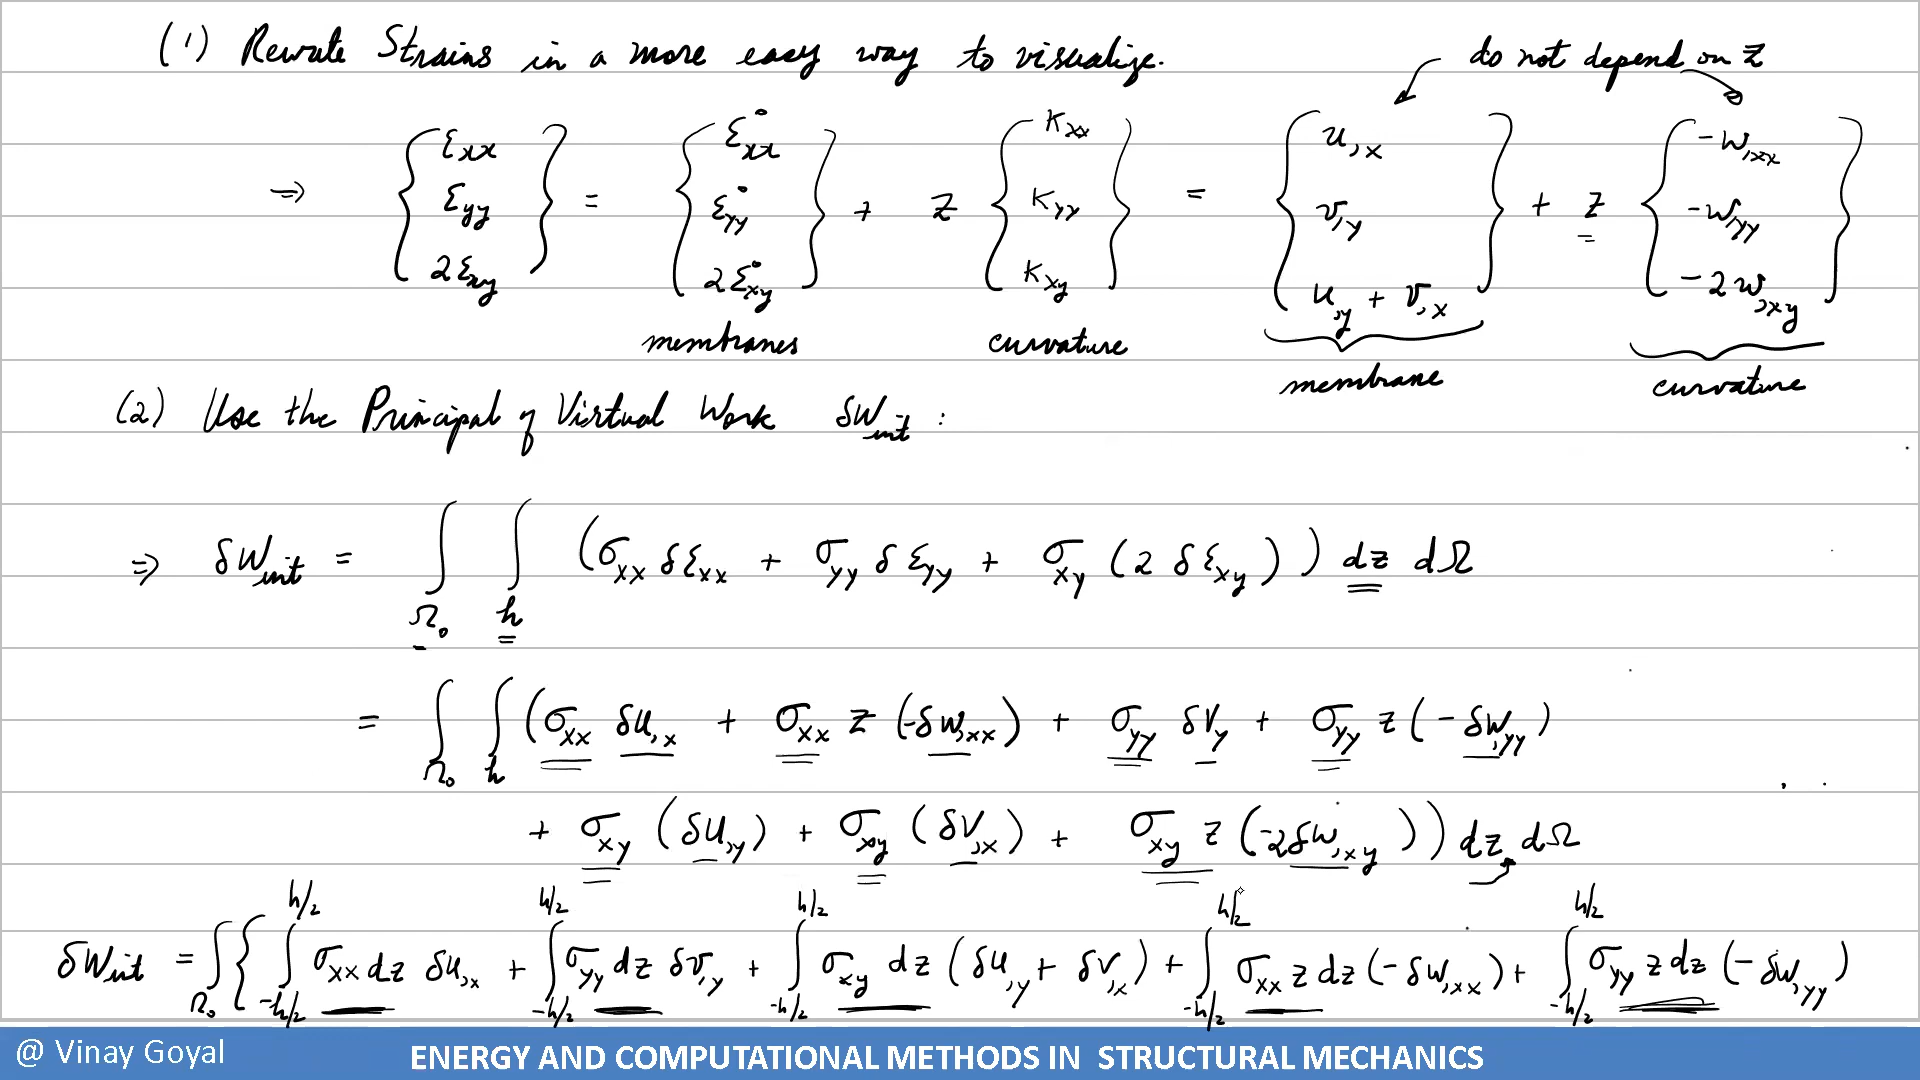 (1) Rewrite Strains in a more easy way to visualize. do not depend on z
⇒ { εxx εyy 2εxy } = { ε°xx ε°yy 2ε°xy } + z { Kxx Kyy Kxy } = { u,x v,y u,y + v,x } + z { -w,xx -w,yy -2w,xy }
membranes curvature membrane curvature
(2) Use the Principal of Virtual Work δWint :
⇒ δWint = ∫Ω₀ ∫h (σxx δεxx + σyy δεyy + σxy (2 δεxy)) dz dΩ
= ∫Ω₀ ∫h (σxx δu,x + σxx z (-δw,xx) + σyy δv,y + σyy z (-δw,yy)
+ σxy (δu,y) + σxy (δv,x) + σxy z (-2δw,xy)) dz dΩ
δWint = ∫Ω₀ { ∫-h/2^h/2 σxx dz δu,x + ∫-h/2^h/2 σyy dz δv,y + ∫-h/2^h/2 σxy dz (δu,y + δv,x) + ∫-h/2^h/2 σxx z dz (-δw,xx) + ∫-h/2^h/2 σyy z dz (-δw,yy)
@ Vinay Goyal ENERGY AND COMPUTATIONAL METHODS IN STRUCTURAL MECHANICS